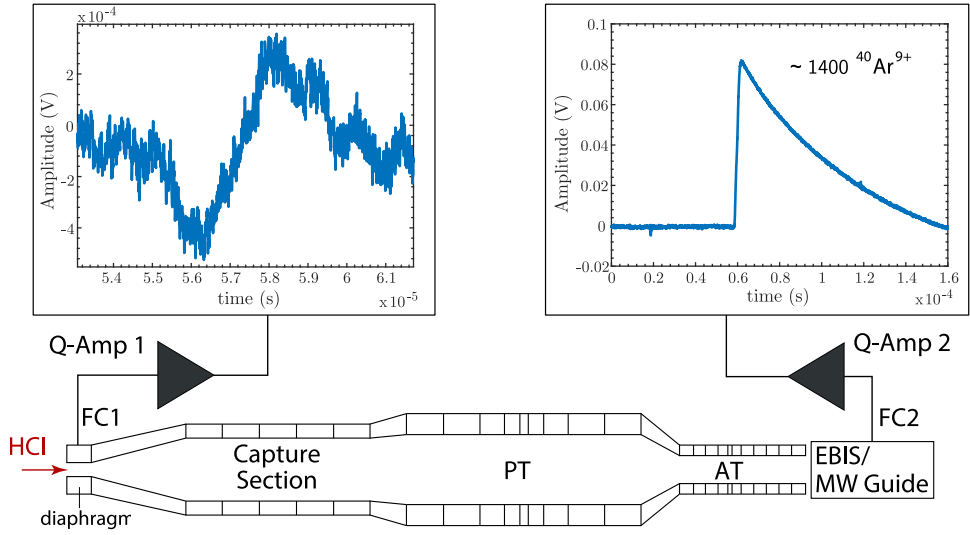 x10-4
2
0
-2
-4
Amplitude (V)
5.4 5.5 5.6 5.7 5.8 5.9 6 6.1
time (s)
x10-5
0.1
0.08
0.06
0.04
0.02
0
-0.02
Amplitude (V)
~ 1400 40Ar9+
0 0.2 0.4 0.6 0.8 1 1.2 1.4 1.6
time (s)
x10-4
Q-Amp 1
Q-Amp 2
FC1
FC2
HCI
Capture
Section
PT
AT
EBIS/
MW Guide
diaphragm